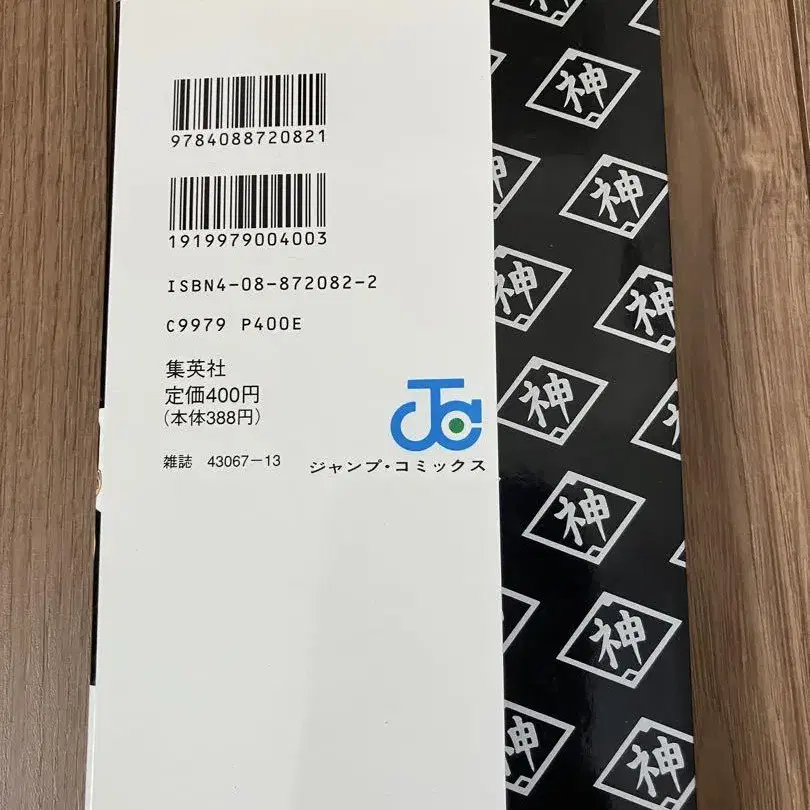 9784088720821
1919979004003
ISBN4-08-872082-2
C9979 P400E
集英社
定価400円
(本体388円)
雑誌 43067-13
JC
ジャンプ・コミックス
神
神
神
神
神
神
神
神
神
神